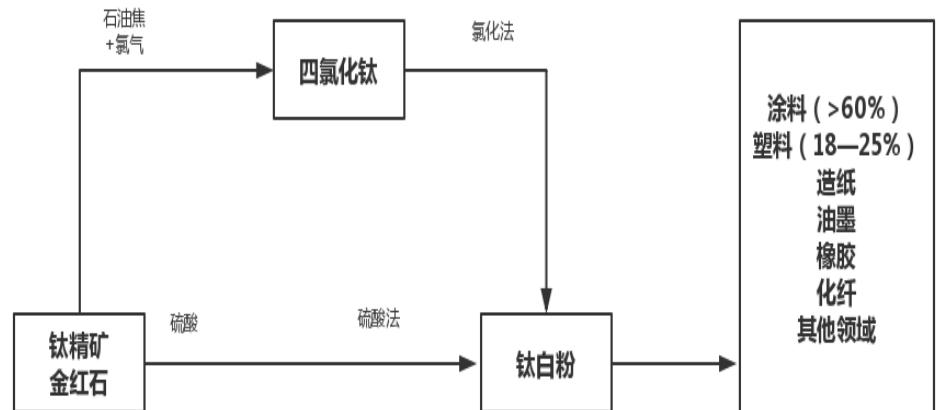 石油焦
+氯气
氯化法
四氯化钛
涂料（>60%）
塑料（18—25%）
造纸
油墨
橡胶
化纤
其他领域
硫酸
硫酸法
钛精矿
金红石
钛白粉